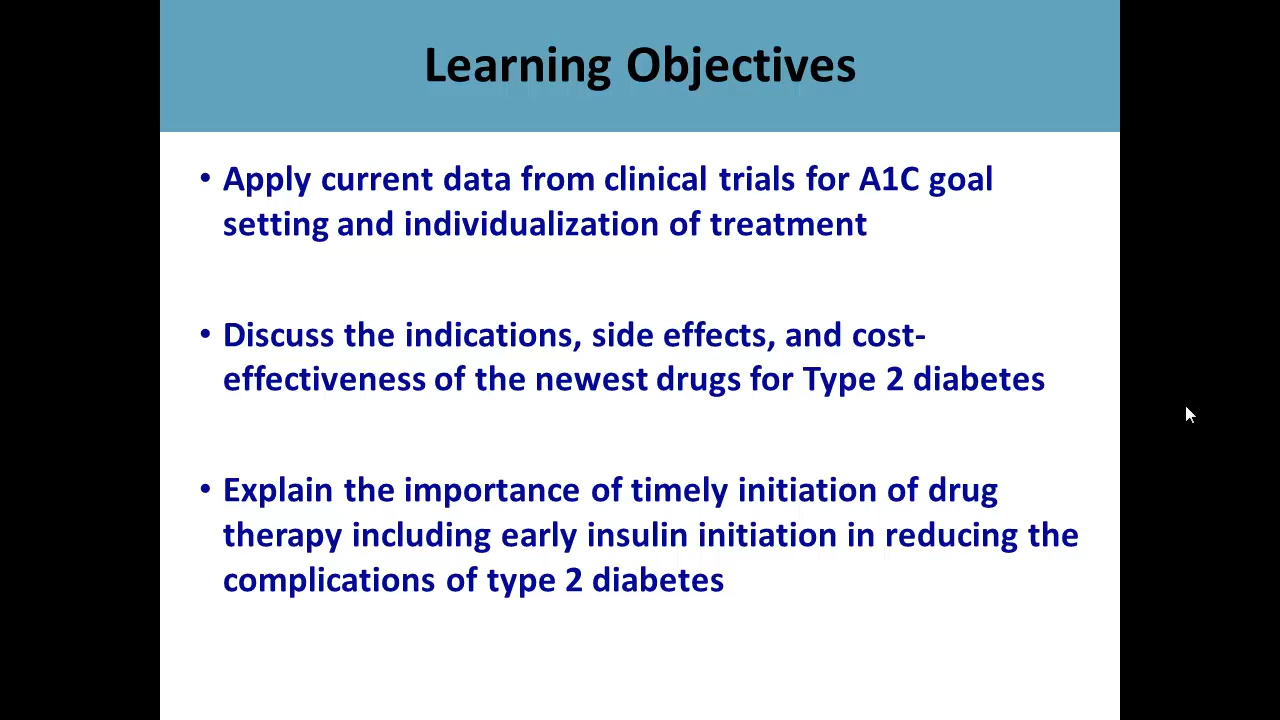 Learning Objectives
• Apply current data from clinical trials for A1C goal
setting and individualization of treatment
• Discuss the indications, side effects, and cost-
effectiveness of the newest drugs for Type 2 diabetes
• Explain the importance of timely initiation of drug
therapy including early insulin initiation in reducing the
complications of type 2 diabetes